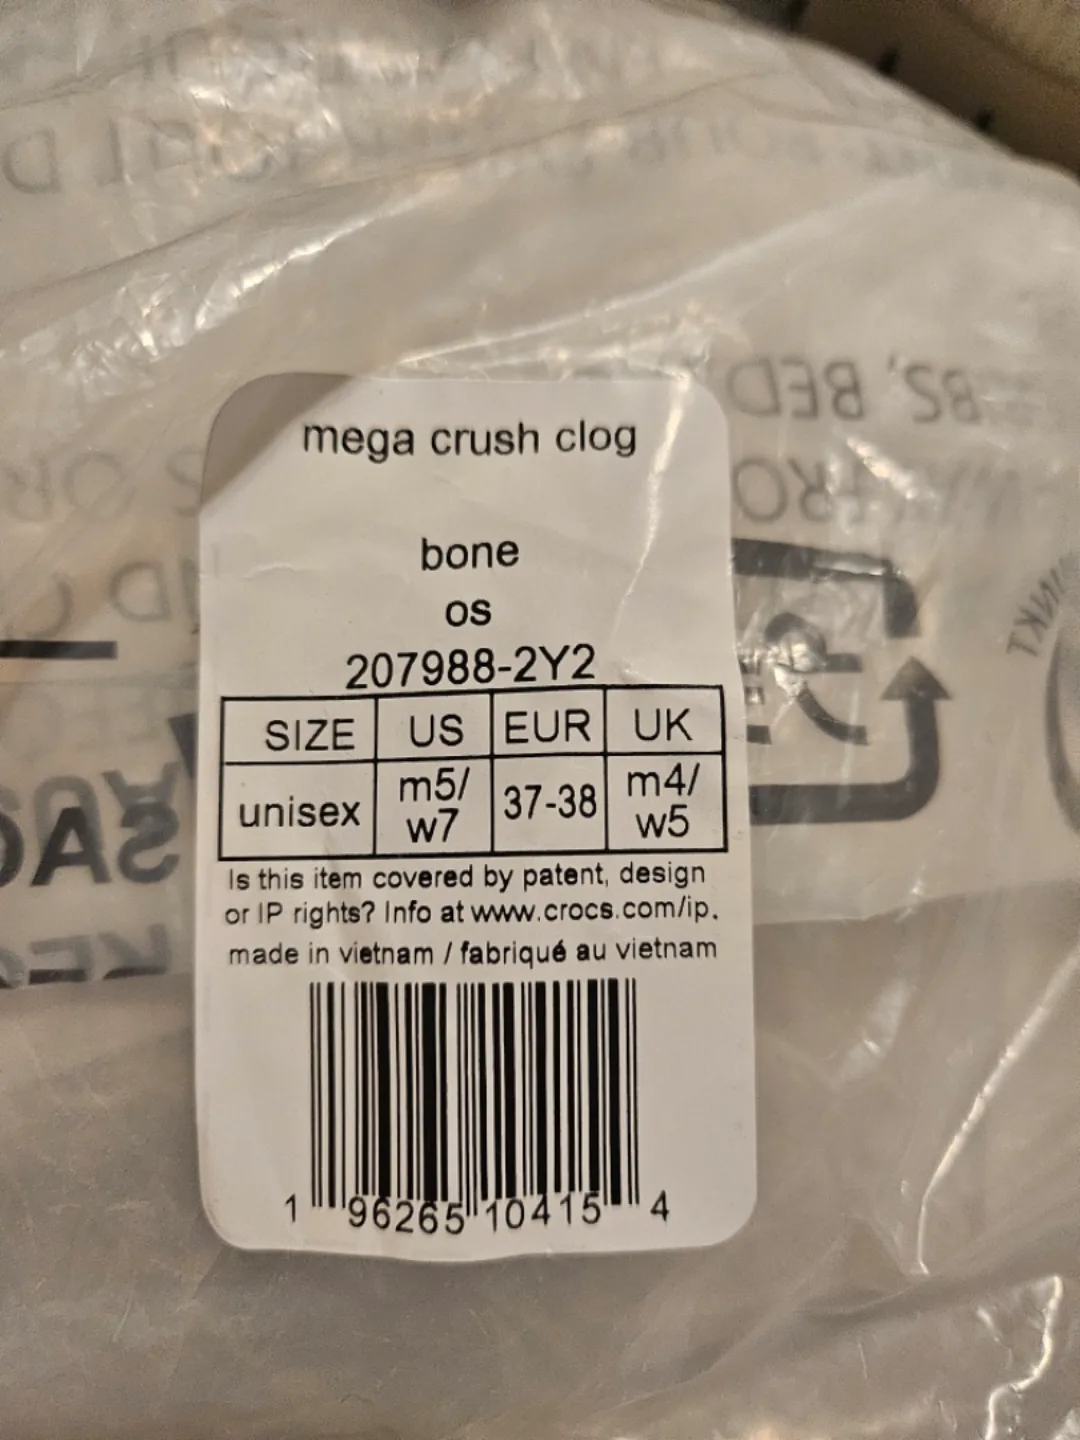 mega crush clog
bone
os
207988-2Y2
SIZE US EUR UK
unisex m5/w7 37-38 m4/w5
Is this item covered by patent, design
or IP rights? Info at www.crocs.com/ip.
made in vietnam / fabriqué au vietnam
1 96265 10415 4
BS, BED